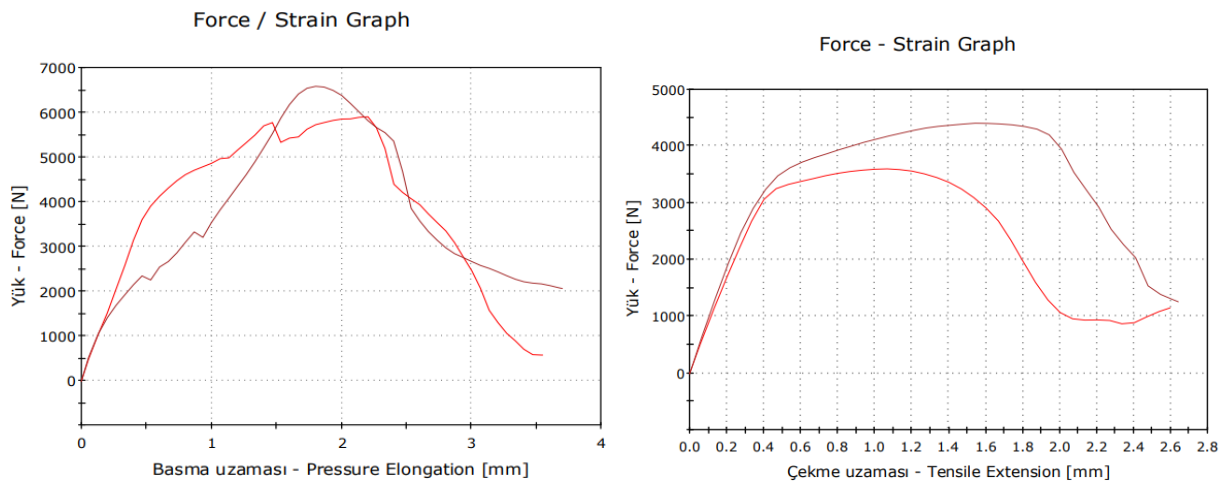 Force / Strain Graph
Yük - Force [N]
7000
6000
5000
4000
3000
2000
1000
0
0 1 2 3 4
Basma uzaması - Pressure Elongation [mm]
Force - Strain Graph
Yük - Force [N]
5000
4000
3000
2000
1000
0
0.0 0.2 0.4 0.6 0.8 1.0 1.2 1.4 1.6 1.8 2.0 2.2 2.4 2.6 2.8
Çekme uzaması - Tensile Extension [mm]